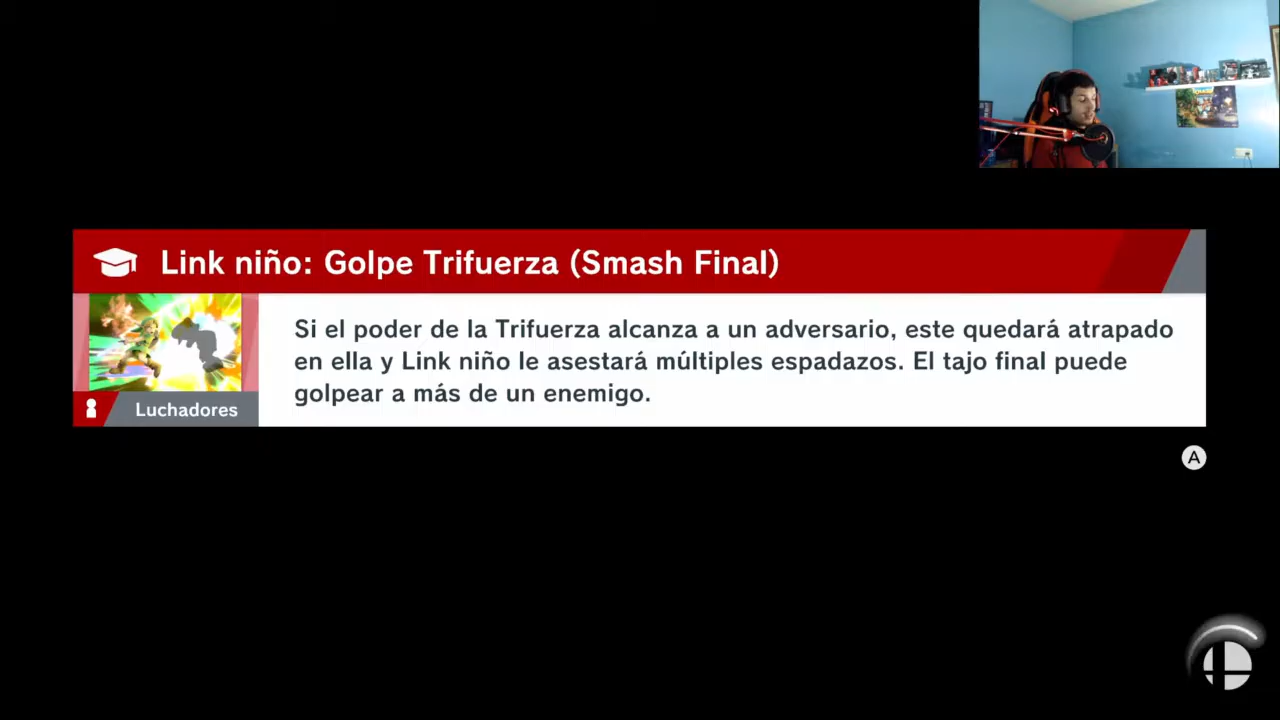 Link niño: Golpe Trifuerza (Smash Final)
Si el poder de la Trifuerza alcanza a un adversario, este quedará atrapado
en ella y Link niño le asestará múltiples espadazos. El tajo final puede
golpear a más de un enemigo.
Luchadores
A